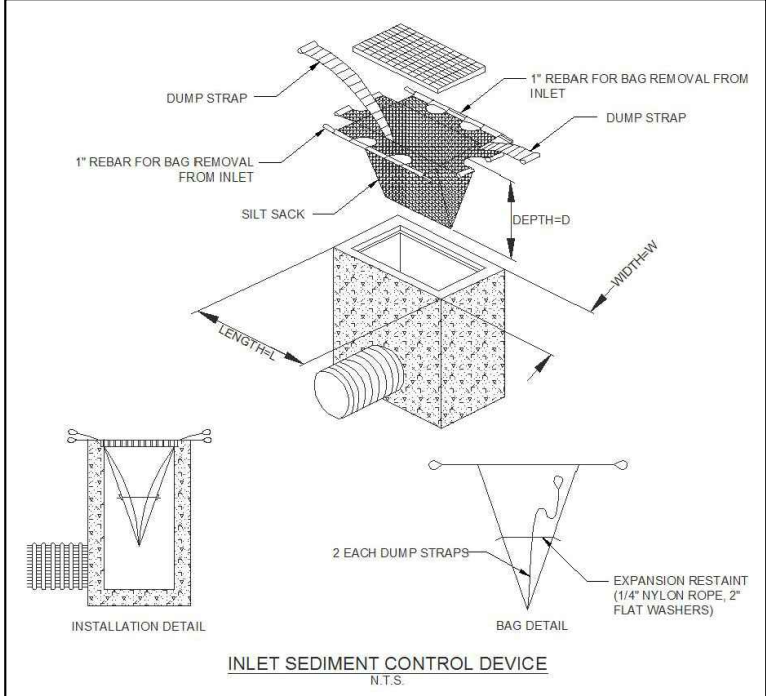 DUMP STRAP
1" REBAR FOR BAG REMOVAL FROM
INLET
DUMP STRAP
1" REBAR FOR BAG REMOVAL
FROM INLET
SILT SACK
DEPTH=D
WIDTH=W
LENGTH=L
2 EACH DUMP STRAPS
EXPANSION RESTAINT
(1/4" NYLON ROPE, 2"
FLAT WASHERS)
INSTALLATION DETAIL
BAG DETAIL
INLET SEDIMENT CONTROL DEVICE
N.T.S.